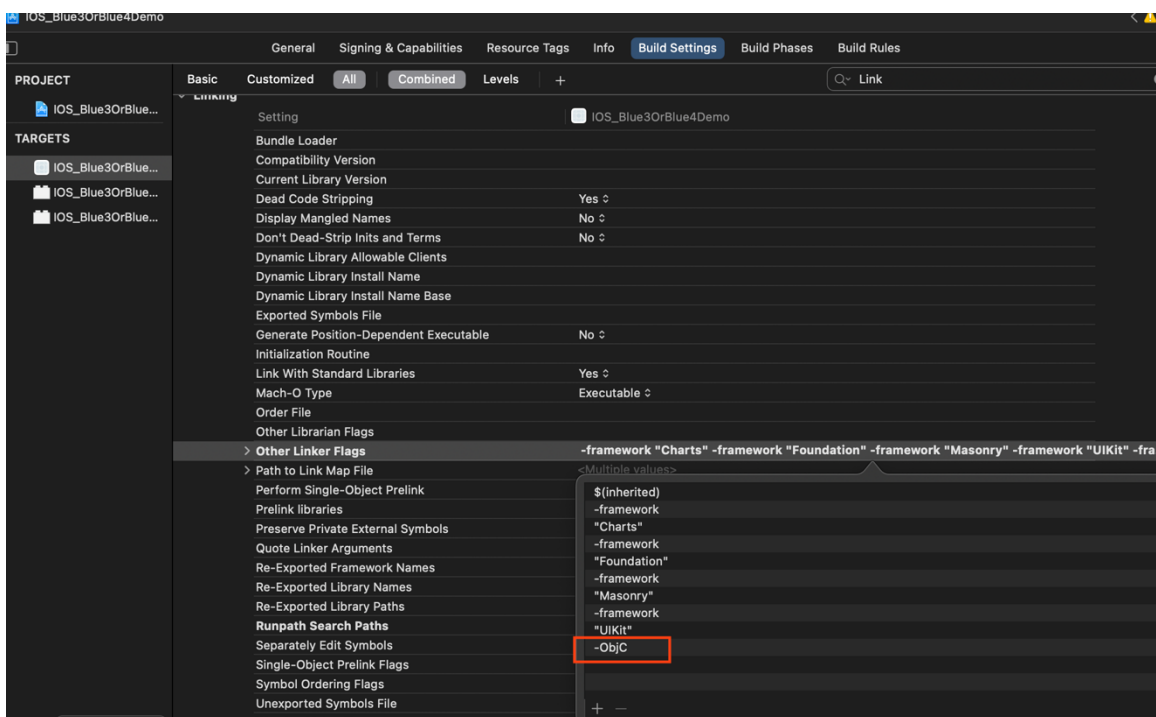 IOS_Blue3OrBlue4Demo
General Signing & Capabilities Resource Tags Info Build Settings Build Phases Build Rules
PROJECT Basic Customized All Combined Levels + Link
IOS_Blue3OrBlue...
Linking
Setting IOS_Blue3OrBlue4Demo
TARGETS
IOS_Blue3OrBlue...
IOS_Blue3OrBlue...
IOS_Blue3OrBlue...
Bundle Loader
Compatibility Version
Current Library Version
Dead Code Stripping Yes
Display Mangled Names No
Don't Dead-Strip Inits and Terms No
Dynamic Library Allowable Clients
Dynamic Library Install Name
Dynamic Library Install Name Base
Exported Symbols File
Generate Position-Dependent Executable No
Initialization Routine
Link With Standard Libraries Yes
Mach-O Type Executable
Order File
Other Librarian Flags
Other Linker Flags -framework "Charts" -framework "Foundation" -framework "Masonry" -framework "UIKit" -fra
Path to Link Map File <Multiple values>
Perform Single-Object Prelink
Prelink libraries
Preserve Private External Symbols
Quote Linker Arguments
Re-Exported Framework Names
Re-Exported Library Names
Re-Exported Library Paths
Runpath Search Paths
Separately Edit Symbols
Single-Object Prelink Flags
Symbol Ordering Flags
Unexported Symbols File
$(inherited)
-framework
"Charts"
-framework
"Foundation"
-framework
"Masonry"
-framework
"UIKit"
-ObjC
+ −